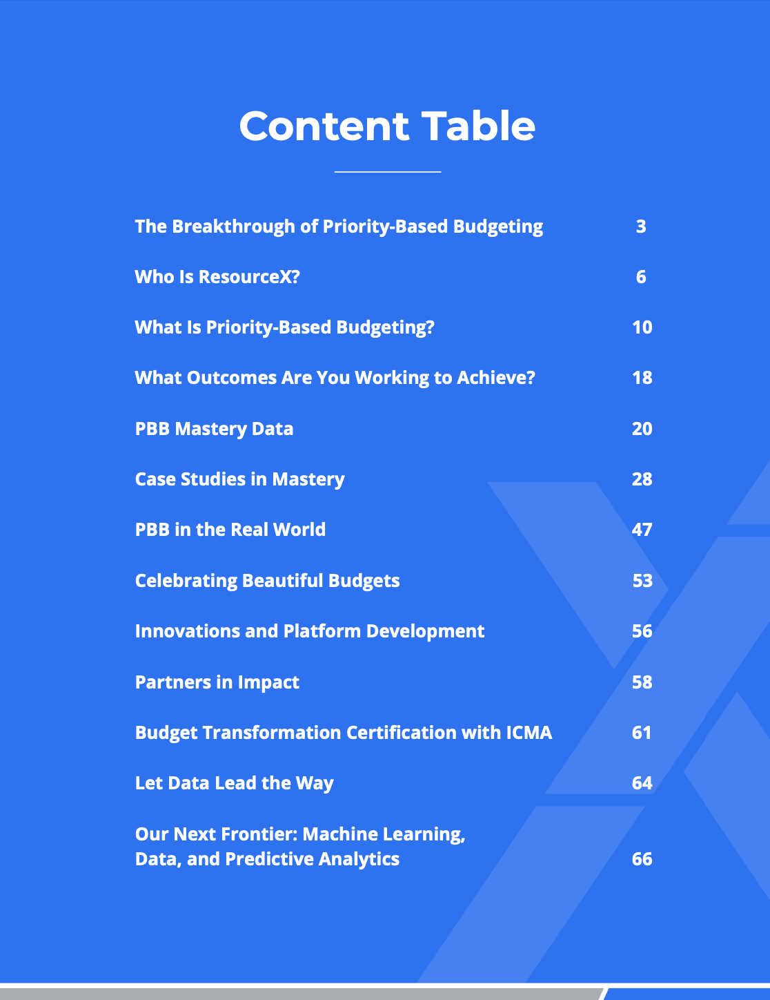 Content Table
The Breakthrough of Priority-Based Budgeting 3
Who Is ResourceX? 6
What Is Priority-Based Budgeting? 10
What Outcomes Are You Working to Achieve? 18
PBB Mastery Data 20
Case Studies in Mastery 28
PBB in the Real World 47
Celebrating Beautiful Budgets 53
Innovations and Platform Development 56
Partners in Impact 58
Budget Transformation Certification with ICMA 61
Let Data Lead the Way 64
Our Next Frontier: Machine Learning,
Data, and Predictive Analytics 66